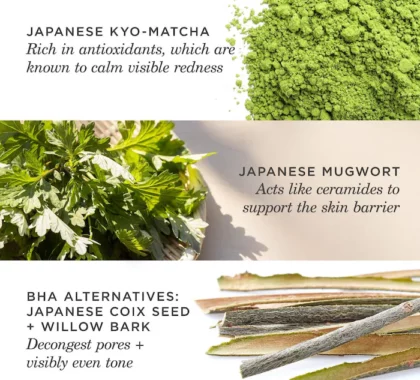 JAPANESE KYO-MATCHA
Rich in antioxidants, which are
known to calm visible redness
JAPANESE MUGWORT
Acts like ceramides to
support the skin barrier
BHA ALTERNATIVES:
JAPANESE COIX SEED
+ WILLOW BARK
Decongest pores +
visibly even tone